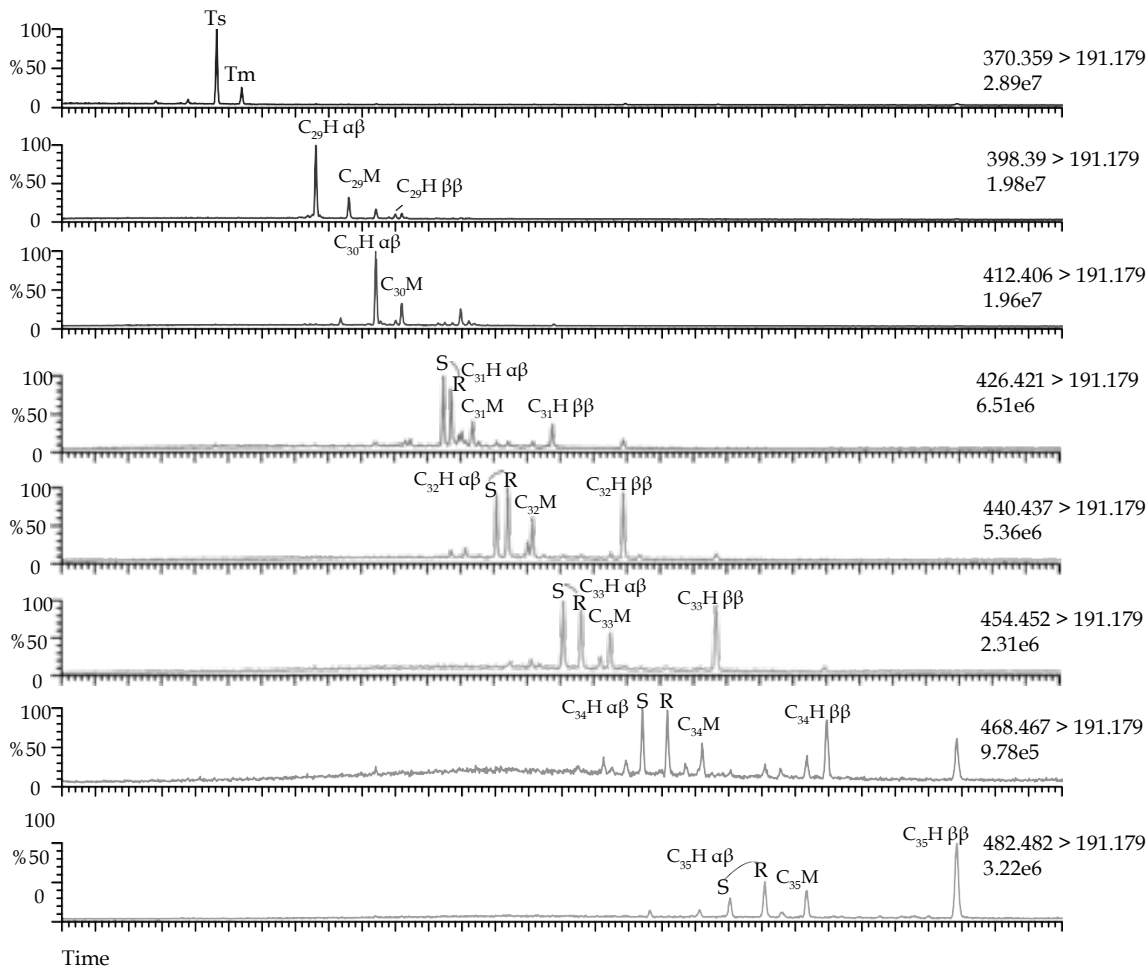 Ts
100
Tm
%50
370.359 > 191.179
2.89e7
0
C₂₉H αβ
100
C₂₉M
C₂₉H ββ
%50
398.39 > 191.179
1.98e7
0
C₃₀H αβ
100
C₃₀M
%50
412.406 > 191.179
1.96e7
0
S
C₃₁H αβ
100
R
C₃₁M
C₃₁H ββ
%50
426.421 > 191.179
6.51e6
0
C₃₂H αβ
S
R
C₃₂H ββ
100
C₃₂M
%50
440.437 > 191.179
5.36e6
0
S
C₃₃H αβ
100
R
C₃₃M
C₃₃H ββ
%50
454.452 > 191.179
2.31e6
0
C₃₄H αβ
S
R
C₃₄M
C₃₄H ββ
100
%50
468.467 > 191.179
9.78e5
0
100
C₃₅H αβ
S
R
C₃₅M
C₃₅H ββ
%50
482.482 > 191.179
3.22e6
0
Time